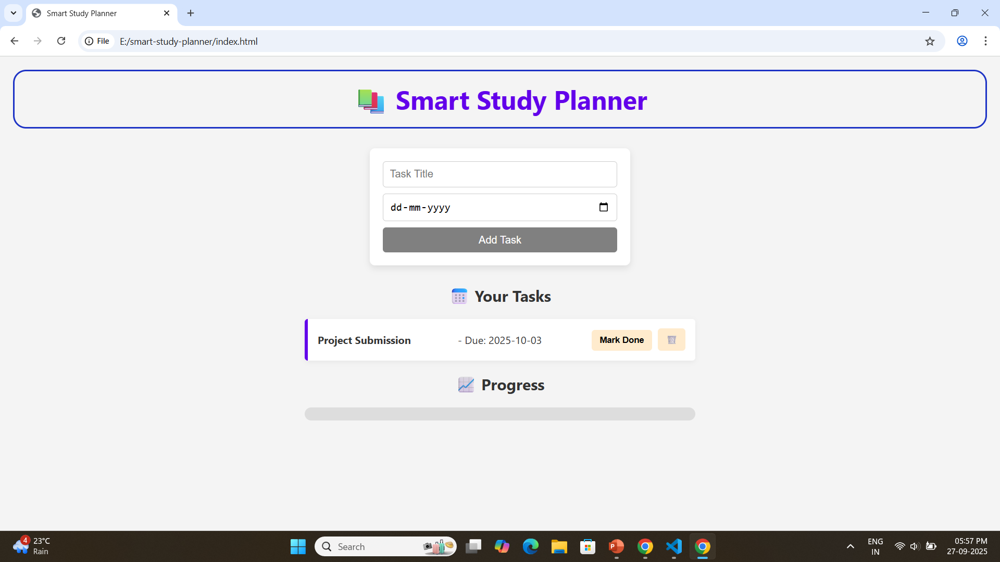 Smart Study Planner
File E:/smart-study-planner/index.html
Smart Study Planner
Task Title
dd-mm-yyyy
Add Task
Your Tasks
Project Submission - Due: 2025-10-03 Mark Done
Progress
4 23°C
Rain
Search
P
ENG
IN
05:57 PM
27-09-2025